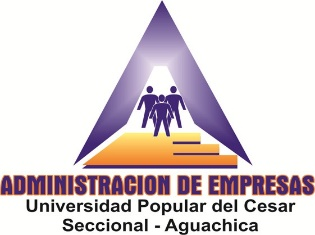 ADMINISTRACION DE EMPRESAS
Universidad Popular del Cesar
Seccional - Aguachica